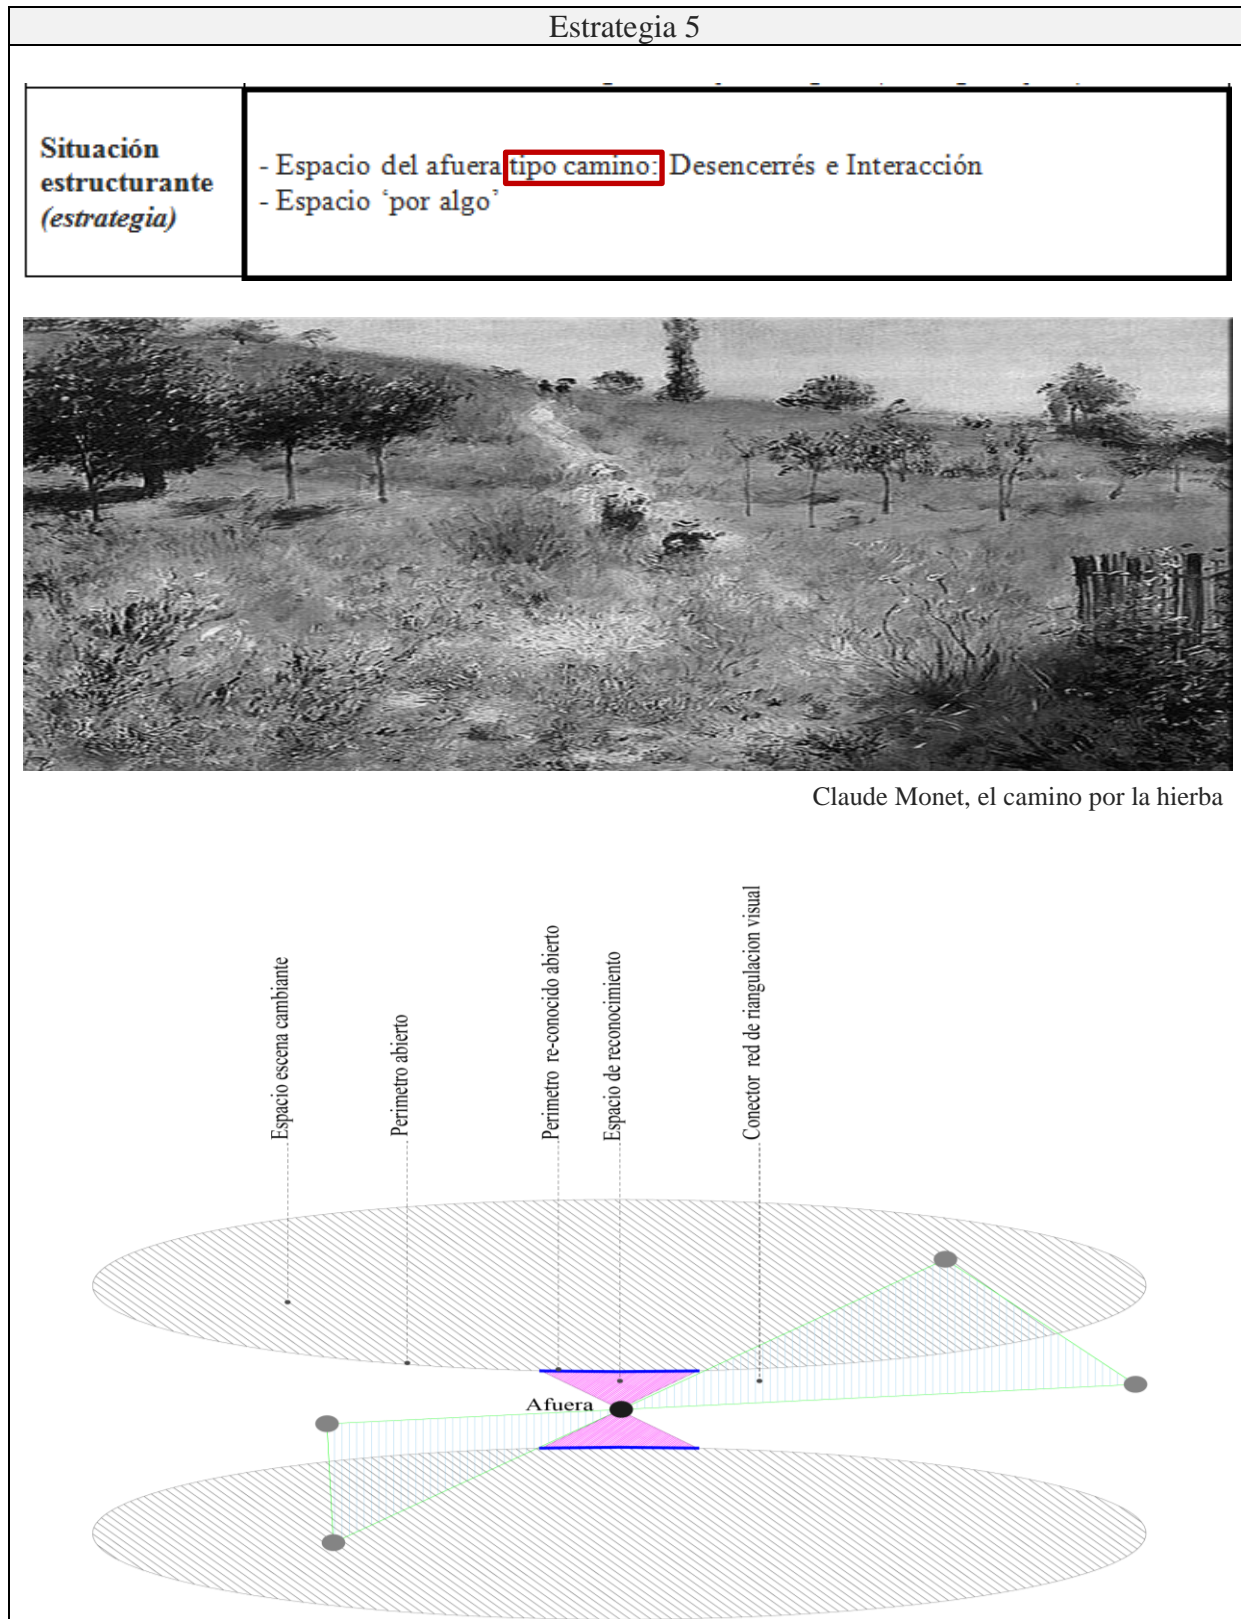 Estrategia 5
Situación
estructurante
(estrategia)
- Espacio del afuera tipo camino: Desencerrés e Interacción
- Espacio ‘por algo’
Claude Monet, el camino por la hierba
Espacio escena cambiante
Perimetro abierto
Perimetro re-conocido abierto
Espacio de reconocimiento
Conector red de riangulacion visual
Afuera